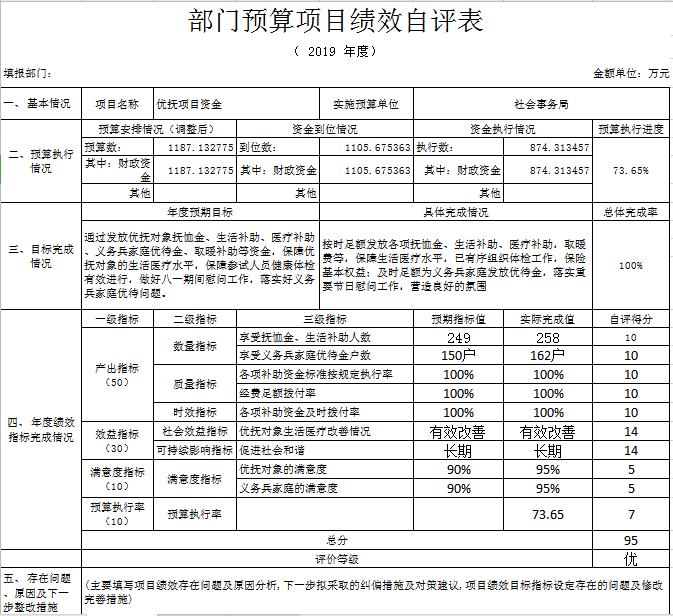 部门预算项目绩效自评表
（ 2019 年度）
填报部门: 金额单位: 万元
一、 基本情况 项目名称 优抚项目资金 实施预算单位 社会事务局
二、预算执行情况 预算安排情况（调整后） 资金到位情况 资金执行情况 预算执行进度
预算数: 1187.132775 到位数: 1105.675363 执行数: 874.313457 73.65%
其中: 财政资金 1187.132775 其中: 财政资金 1105.675363 其中: 财政资金 874.313457
其他 其他 其他
三、目标完成情况 年度预期目标 具体完成情况 总体完成率
通过发放优抚对象抚恤金、生活补助、医疗补助
、义务兵家庭优待金、取暖补助等资金，保障优
抚对象的生活医疗水平，保障参试人员健康体检
有效进行，做好八一期间慰问工作，落实好义务
兵家庭优待问题。
按时足额发放各项抚恤金、生活补助、医疗补助，取暖
费等，保障生活医疗水平，已有序组织体检工作，保险
基本权益；及时足额为义务兵家庭发放优待金，落实重
要节日慰问工作，营造良好的氛围
100%
四、 年度绩效指标完成情况 一级指标 二级指标 三级指标 预期指标值 实际完成值 自评得分
产出指标（50） 数量指标 享受抚恤金、生活补助人数 249 258 10
享受义务兵家庭优待金户数 150户 162户 10
质量指标 各项补助资金标准按规定执行率 100% 100% 10
经费足额拨付率 100% 100% 10
时效指标 各项补助资金及时拨付率 100% 100% 10
效益指标（30） 社会效益指标 优抚对象生活医疗改善情况 有效改善 有效改善 14
可持续影响指标 促进社会和谐 长期 长期 14
满意度指标（10） 满意度指标 优抚对象的满意度 90% 95% 5
义务兵家庭的满意度 90% 95% 5
预算执行率（10） 预算执行率 73.65 7
总分 95
评价等级 优
五、 存在问题
、原因及下一
步整改措施
(主要填写项目绩效存在问题及原因分析,下一步拟采取的纠偏措施及对策建议,项目绩效目标指标设定存在的问题及修改
完善措施)